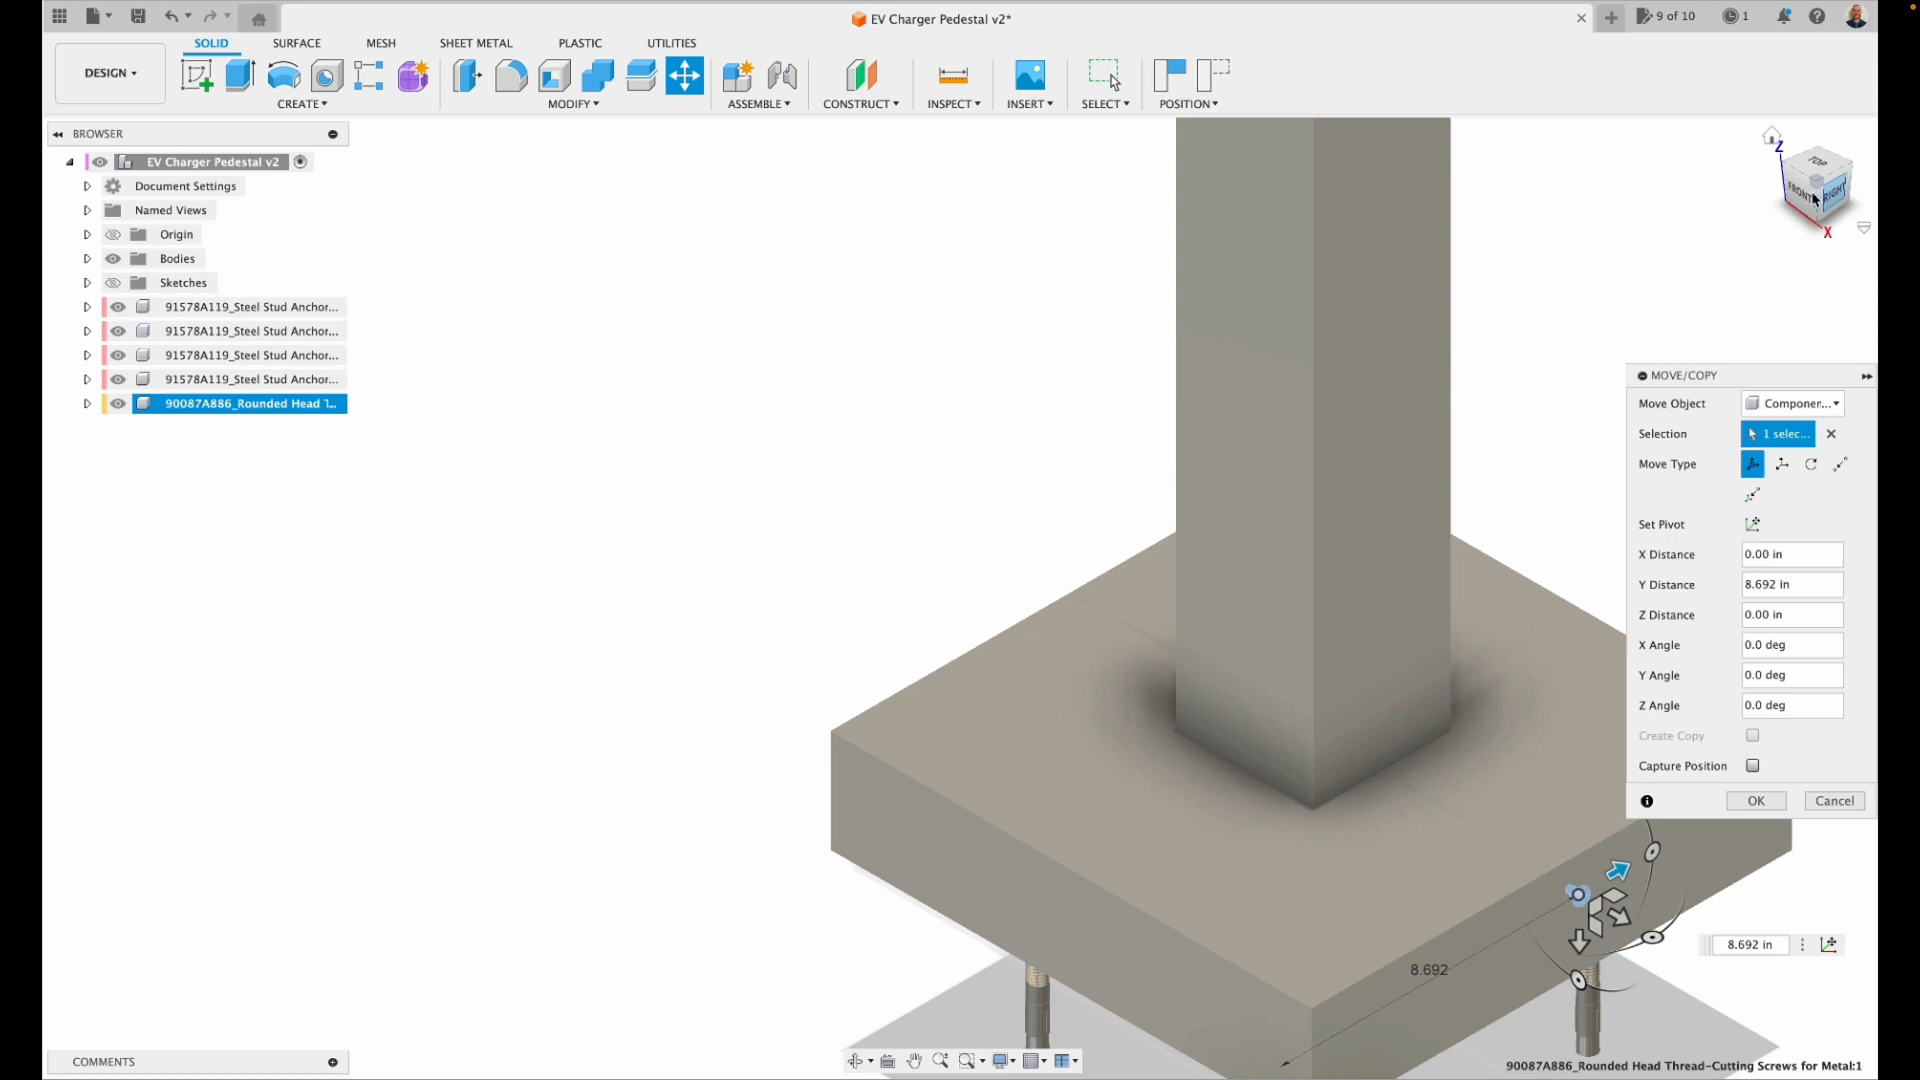 EV Charger Pedestal v2*
9 of 10
1
SOLID
SURFACE
MESH
SHEET METAL
PLASTIC
UTILITIES
DESIGN
CREATE
MODIFY
ASSEMBLE
CONSTRUCT
INSPECT
INSERT
SELECT
POSITION
BROWSER
EV Charger Pedestal v2
Document Settings
Named Views
Origin
Bodies
Sketches
91578A119_Steel Stud Anchor...
91578A119_Steel Stud Anchor...
91578A119_Steel Stud Anchor...
91578A119_Steel Stud Anchor...
90087A886_Rounded Head T...
Z
TOP
FRONT
RIGHT
X
MOVE/COPY
Move Object
Componen...
Selection
1 selec...
Move Type
Set Pivot
X Distance
0.00 in
Y Distance
8.692 in
Z Distance
0.00 in
X Angle
0.0 deg
Y Angle
0.0 deg
Z Angle
0.0 deg
Create Copy
Capture Position
OK
Cancel
8.692 in
8.692
COMMENTS
90087A886_Rounded Head Thread-Cutting Screws for Metal:1